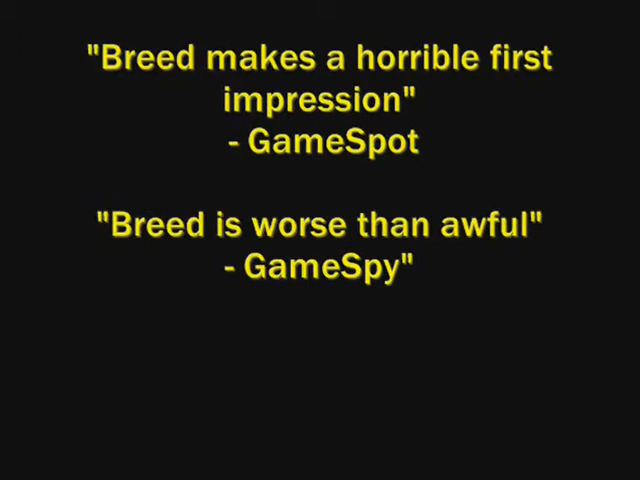 "Breed makes a horrible first
impression"
- GameSpot
"Breed is worse than awful"
- GameSpy"